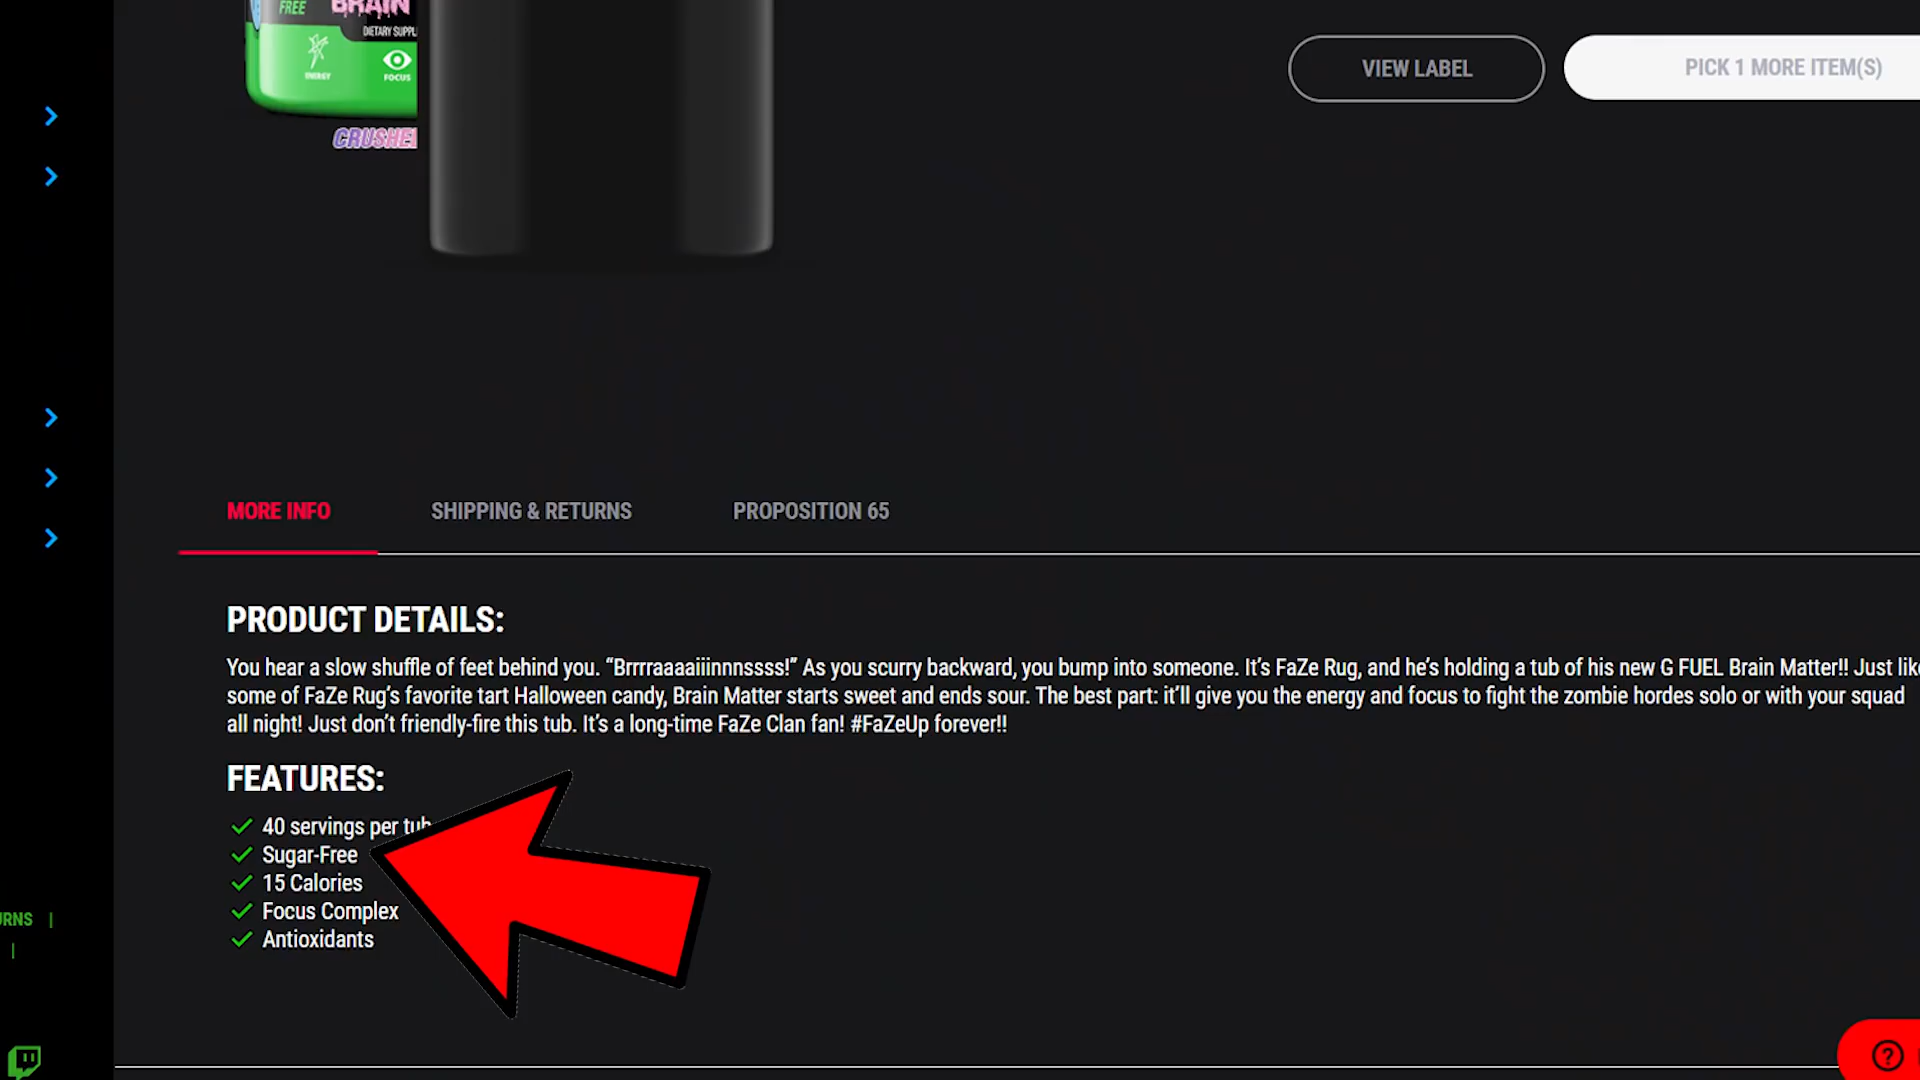 FREE
BRAIN
DIETARY SUPPL
ENERGY
FOCUS
VIEW LABEL
PICK 1 MORE ITEM(S)
MORE INFO
SHIPPING & RETURNS
PROPOSITION 65
PRODUCT DETAILS:
You hear a slow shuffle of feet behind you. “Brrrraaaaiiinnnssss!” As you scurry backward, you bump into someone. It’s FaZe Rug, and he’s holding a tub of his new G FUEL Brain Matter!! Just like
some of FaZe Rug’s favorite tart Halloween candy, Brain Matter starts sweet and ends sour. The best part: it’ll give you the energy and focus to fight the zombie hordes solo or with your squad
all night! Just don’t friendly-fire this tub. It’s a long-time FaZe Clan fan! #FaZeUp forever!!
FEATURES:
40 servings per tub
Sugar-Free
15 Calories
Focus Complex
Antioxidants
URNS |
|